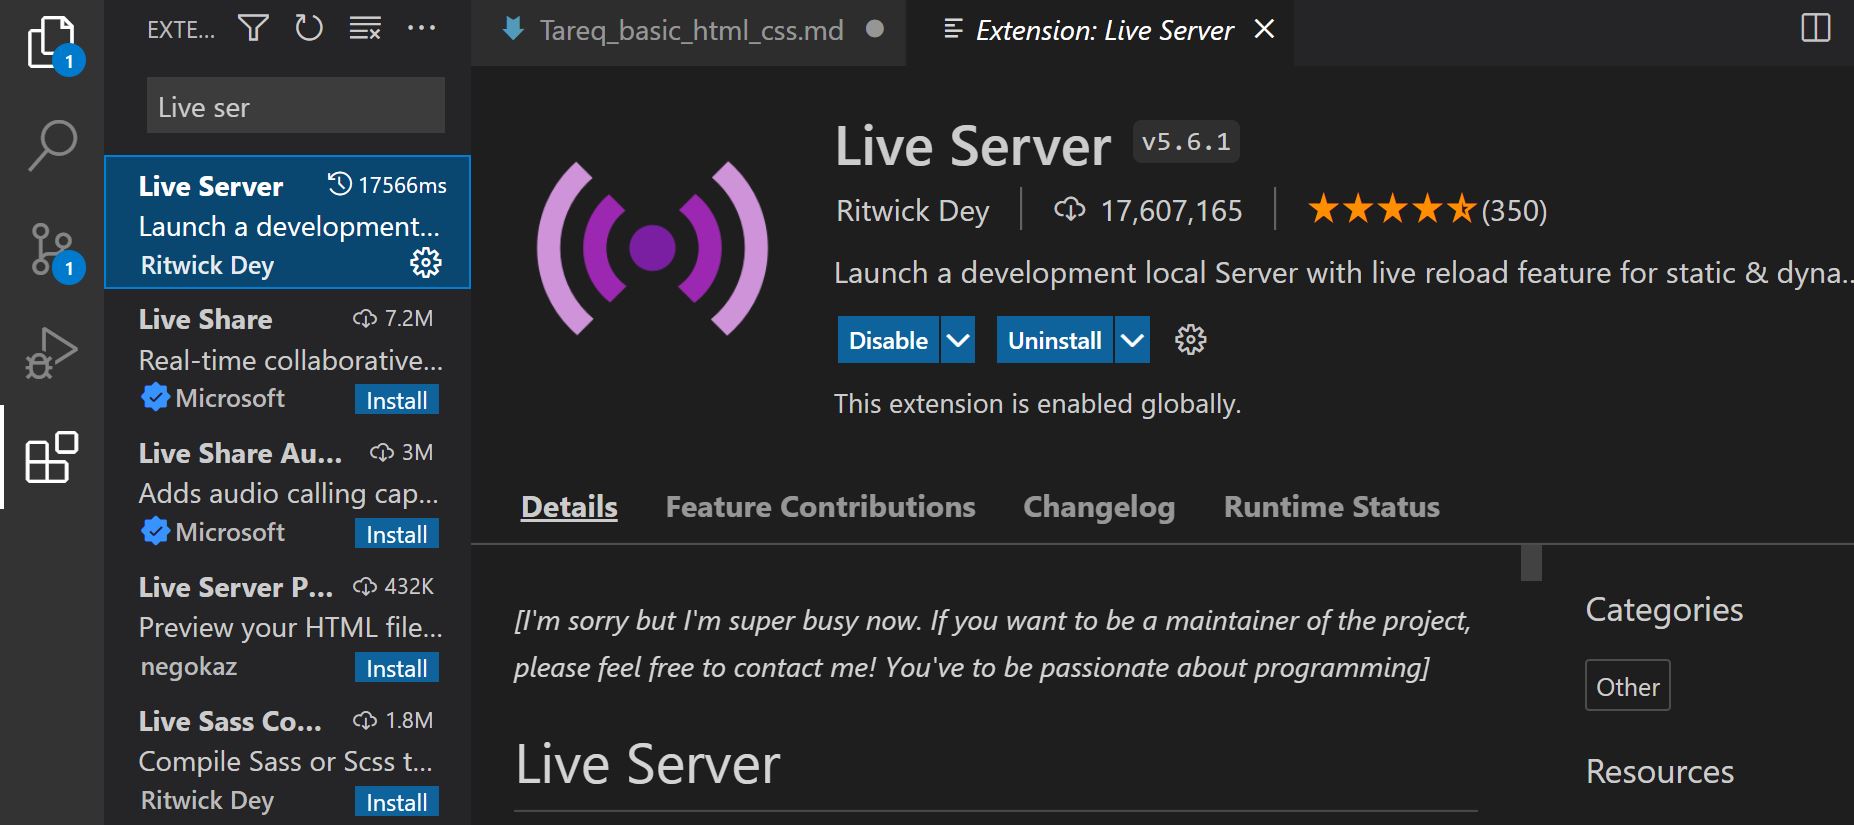 EXTE...
Tareq_basic_html_css.md
Extension: Live Server
1
Live ser
Live Server 17566ms
Launch a development...
Ritwick Dey
1
Live Share 7.2M
Real-time collaborative...
Microsoft Install
Live Share Au... 3M
Adds audio calling cap...
Microsoft Install
Live Server P... 432K
Preview your HTML file...
negokaz Install
Live Sass Co... 1.8M
Compile Sass or Scss t...
Ritwick Dey Install
Live Server v5.6.1
Ritwick Dey 17,607,165 (350)
Launch a development local Server with live reload feature for static & dyna...
Disable Uninstall
This extension is enabled globally.
Details Feature Contributions Changelog Runtime Status
[I'm sorry but I'm super busy now. If you want to be a maintainer of the project,
please feel free to contact me! You've to be passionate about programming]
Live Server
Categories
Other
Resources